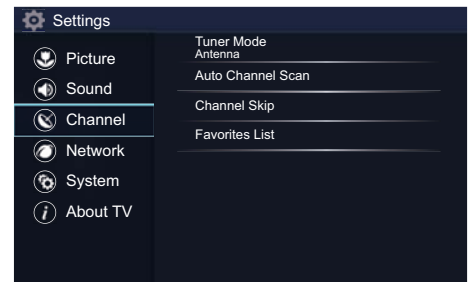 Settings
Picture
Sound
Channel
Network
System
About TV
Tuner Mode
Antenna
Auto Channel Scan
Channel Skip
Favorites List